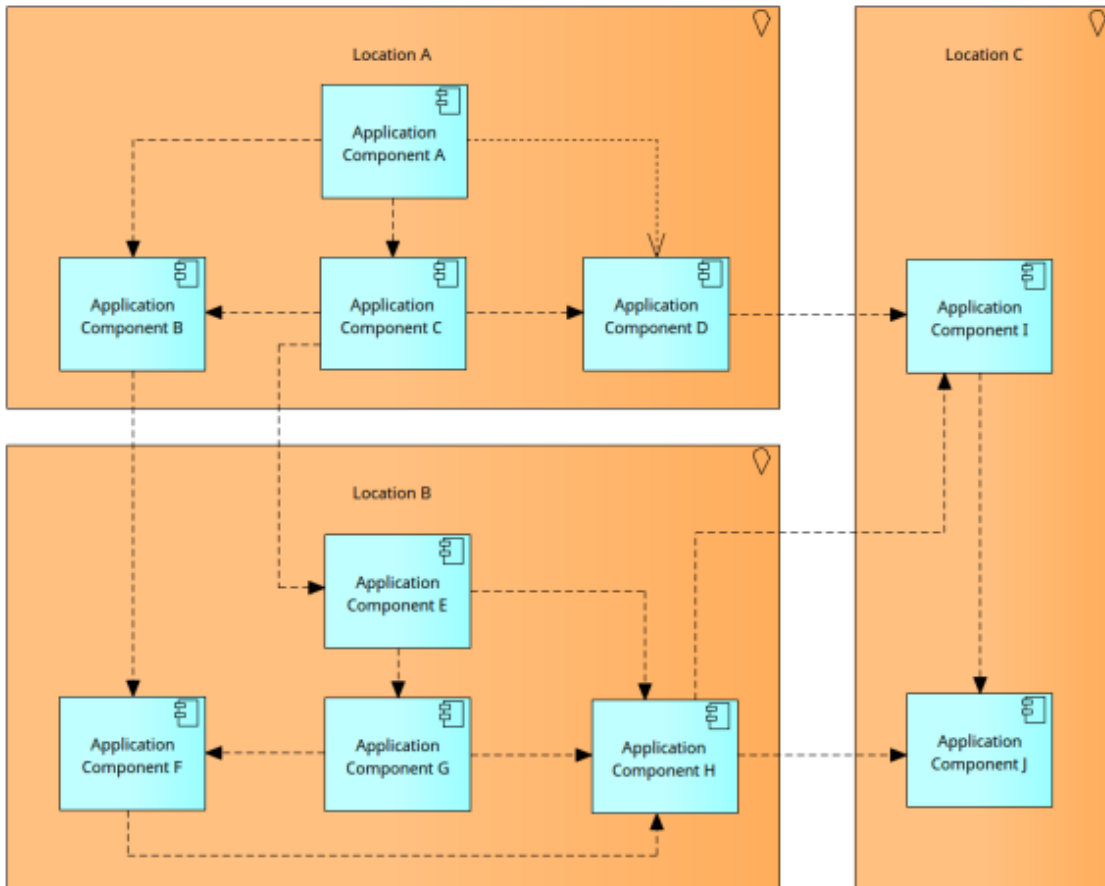 Location A
Location C
Application
Component A
Application
Component B
Application
Component C
Application
Component D
Application
Component I
Location B
Application
Component E
Application
Component F
Application
Component G
Application
Component H
Application
Component J